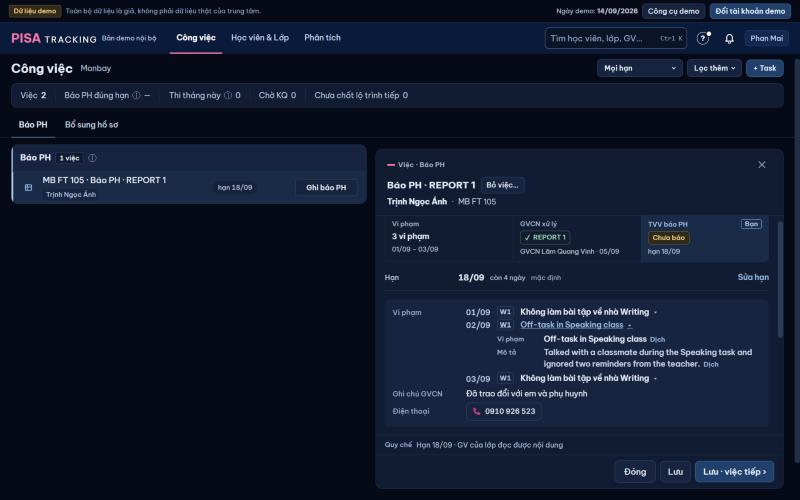 Dữ liệu demo Toàn bộ dữ liệu là giả, không phải dữ liệu thật của trung tâm. Ngày demo: 14/09/2026 Công cụ demo Đổi tài khoản demo
PISA TRACKING Bản demo nội bộ Công việc Học viên & Lớp Phân tích Tìm học viên, lớp, GV... Ctrl K ? Phan Mai
Công việc Monbay Mọi hạn Lọc thêm + Task
Việc 2 Báo PH đúng hạn — Thi tháng này 0 Chờ KQ 0 Chưa chốt lộ trình tiếp 0
Báo PH Bổ sung hồ sơ
Báo PH 1 việc
MB FT 105 · Báo PH · REPORT 1 hạn 18/09 Ghi báo PH
Trịnh Ngọc Ánh
Việc · Báo PH
Báo PH · REPORT 1 Bỏ việc...
Trịnh Ngọc Ánh · MB FT 105
Vi phạm GVCN xử lý TVV báo PH Bạn
3 vi phạm ✓ REPORT 1 Chưa báo
01/09 – 03/09 GVCN Lâm Quang Vinh · 05/09 hạn 18/09
Hạn 18/09 còn 4 ngày mặc định Sửa hạn
Vi phạm 01/09 W1 Không làm bài tập về nhà Writing
02/09 W1 Off-task in Speaking class
Vi phạm Off-task in Speaking class Dịch
Mô tả Talked with a classmate during the Speaking task and
ignored two reminders from the teacher. Dịch
03/09 W1 Không làm bài tập về nhà Writing
Ghi chú GVCN Đã trao đổi với em và phụ huynh
Điện thoại 0910 926 523
Quy chế Hạn 18/09 · GV của lớp đọc được nội dung
Đóng Lưu Lưu · việc tiếp ›